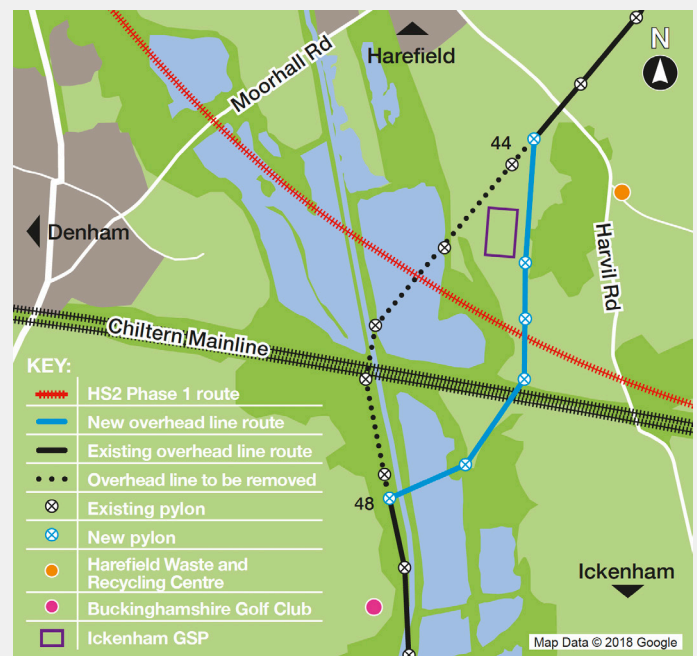 Harefield
N
Moorhall Rd
44
Denham
Harvil Rd
Chiltern Mainline
KEY:
HS2 Phase 1 route
New overhead line route
Existing overhead line route
Overhead line to be removed
Existing pylon
New pylon
Harefield Waste and
Recycling Centre
Buckinghamshire Golf Club
Ickenham GSP
48
Ickenham
Map Data © 2018 Google